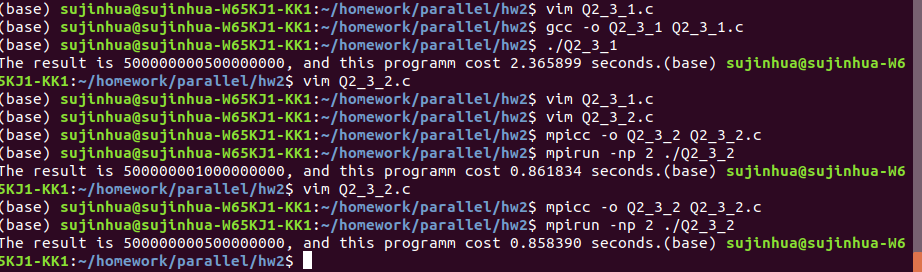 (base) sujinhua@sujinhua-W65KJ1-KK1:~/homework/parallel/hw2$ vim Q2_3_1.c
(base) sujinhua@sujinhua-W65KJ1-KK1:~/homework/parallel/hw2$ gcc -o Q2_3_1 Q2_3_1.c
(base) sujinhua@sujinhua-W65KJ1-KK1:~/homework/parallel/hw2$ ./Q2_3_1
The result is 500000000500000000, and this programm cost 2.365899 seconds.(base) sujinhua@sujinhua-W6
5KJ1-KK1:~/homework/parallel/hw2$ vim Q2_3_2.c
(base) sujinhua@sujinhua-W65KJ1-KK1:~/homework/parallel/hw2$ vim Q2_3_1.c
(base) sujinhua@sujinhua-W65KJ1-KK1:~/homework/parallel/hw2$ vim Q2_3_2.c
(base) sujinhua@sujinhua-W65KJ1-KK1:~/homework/parallel/hw2$ mpicc -o Q2_3_2 Q2_3_2.c
(base) sujinhua@sujinhua-W65KJ1-KK1:~/homework/parallel/hw2$ mpirun -np 2 ./Q2_3_2
The result is 500000001000000000, and this programm cost 0.861834 seconds.(base) sujinhua@sujinhua-W6
5KJ1-KK1:~/homework/parallel/hw2$ vim Q2_3_2.c
(base) sujinhua@sujinhua-W65KJ1-KK1:~/homework/parallel/hw2$ mpicc -o Q2_3_2 Q2_3_2.c
(base) sujinhua@sujinhua-W65KJ1-KK1:~/homework/parallel/hw2$ mpirun -np 2 ./Q2_3_2
The result is 500000000500000000, and this programm cost 0.858390 seconds.(base) sujinhua@sujinhua-W6
5KJ1-KK1:~/homework/parallel/hw2$